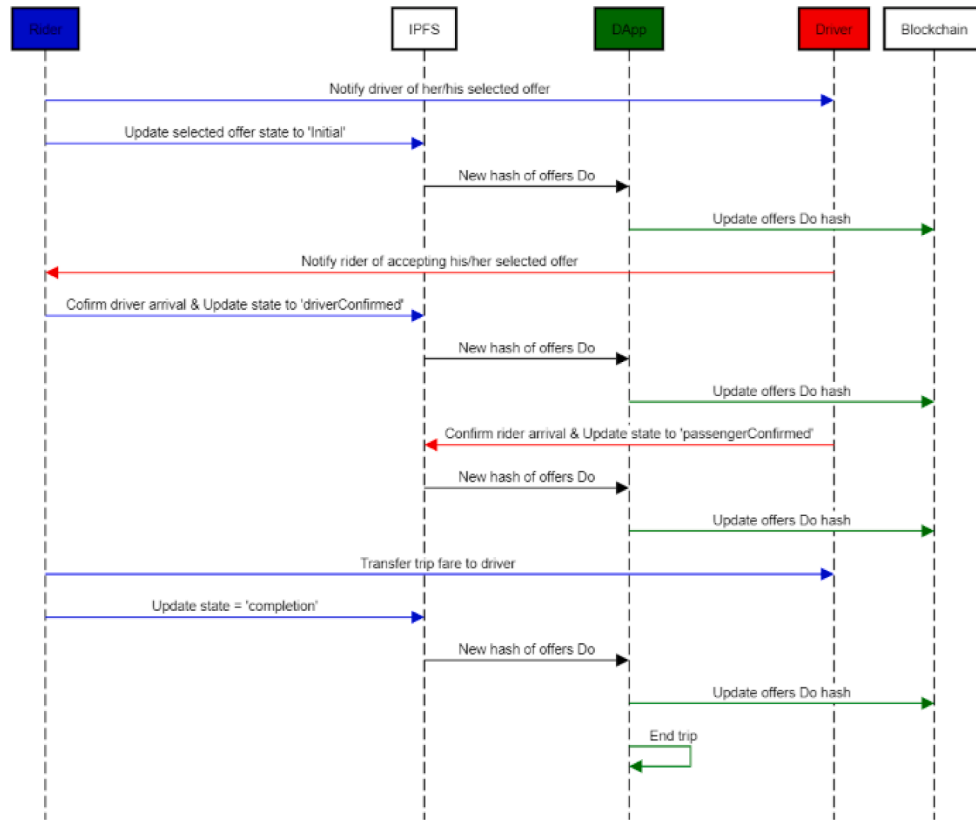 Rider
IPFS
DApp
Driver
Blockchain
Notify driver of her/his selected offer
Update selected offer state to 'Initial'
New hash of offers Do
Update offers Do hash
Notify rider of accepting his/her selected offer
Cofirm driver arrival & Update state to 'driverConfirmed'
New hash of offers Do
Update offers Do hash
Confirm rider arrival & Update state to 'passengerConfirmed'
New hash of offers Do
Update offers Do hash
Transfer trip fare to driver
Update state = 'completion'
New hash of offers Do
Update offers Do hash
End trip